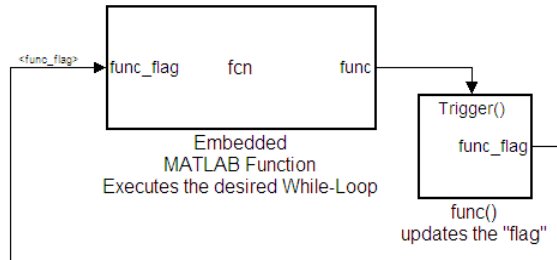 <func_flag>
func_flag fcn func
Embedded
MATLAB Function
Executes the desired While-Loop
Trigger()
func_flag
func()
updates the "flag"